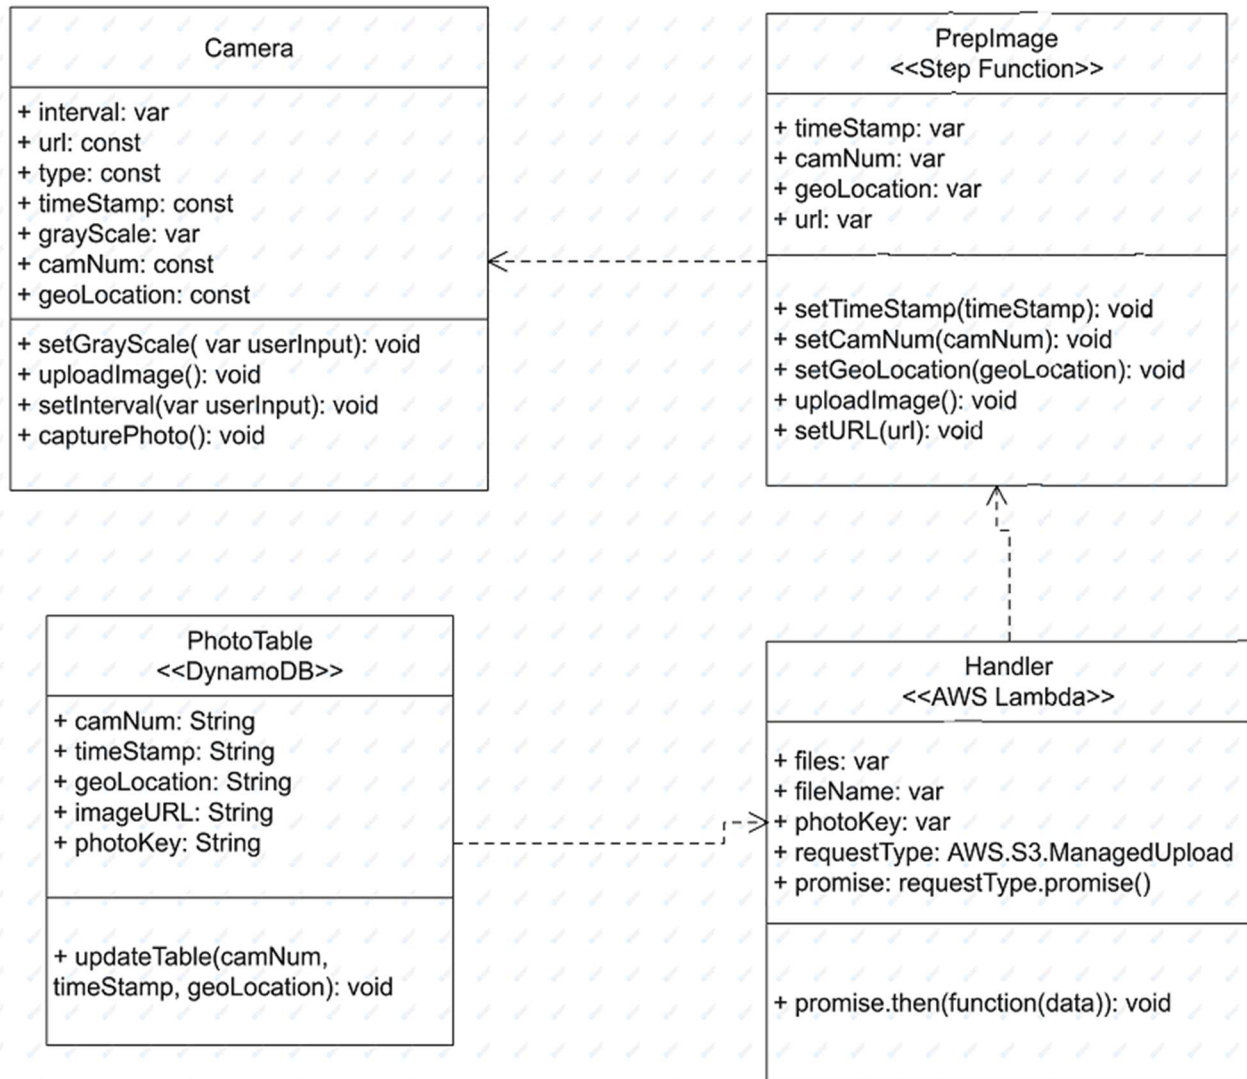 Camera
+ interval: var
+ url: const
+ type: const
+ timeStamp: const
+ grayScale: var
+ camNum: const
+ geoLocation: const
+ setGrayScale( var userInput): void
+ uploadImage(): void
+ setInterval(var userInput): void
+ capturePhoto(): void
PrepImage
<<Step Function>>
+ timeStamp: var
+ camNum: var
+ geoLocation: var
+ url: var
+ setTimeStamp(timeStamp): void
+ setCamNum(camNum): void
+ setGeoLocation(geoLocation): void
+ uploadImage(): void
+ setURL(url): void
PhotoTable
<<DynamoDB>>
+ camNum: String
+ timeStamp: String
+ geoLocation: String
+ imageURL: String
+ photoKey: String
+ updateTable(camNum,
timeStamp, geoLocation): void
Handler
<<AWS Lambda>>
+ files: var
+ fileName: var
+ photoKey: var
+ requestType: AWS.S3.ManagedUpload
+ promise: requestType.promise()
+ promise.then(function(data)): void